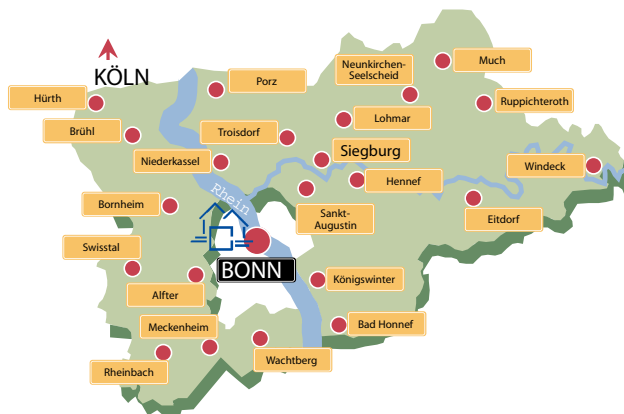 KÖLN
Hürth
Porz
Neunkirchen-
Seelscheid
Much
Ruppichteroth
Brühl
Troisdorf
Lohmar
Niederkassel
Siegburg
Windeck
Hennef
Rhein
Bornheim
Sankt-
Augustin
Eitdorf
Swisstal
BONN
Alfter
Königswinter
Meckenheim
Bad Honnef
Rheinbach
Wachtberg